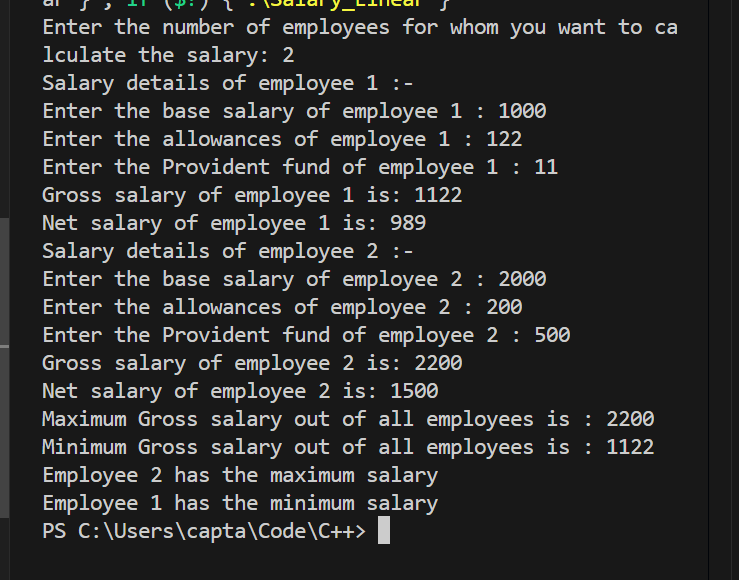 ar } ; if ($?) { .\Salary_Linear }
Enter the number of employees for whom you want to ca
lculate the salary: 2
Salary details of employee 1 :-
Enter the base salary of employee 1 : 1000
Enter the allowances of employee 1 : 122
Enter the Provident fund of employee 1 : 11
Gross salary of employee 1 is: 1122
Net salary of employee 1 is: 989
Salary details of employee 2 :-
Enter the base salary of employee 2 : 2000
Enter the allowances of employee 2 : 200
Enter the Provident fund of employee 2 : 500
Gross salary of employee 2 is: 2200
Net salary of employee 2 is: 1500
Maximum Gross salary out of all employees is : 2200
Minimum Gross salary out of all employees is : 1122
Employee 2 has the maximum salary
Employee 1 has the minimum salary
PS C:\Users\capta\Code\C++>